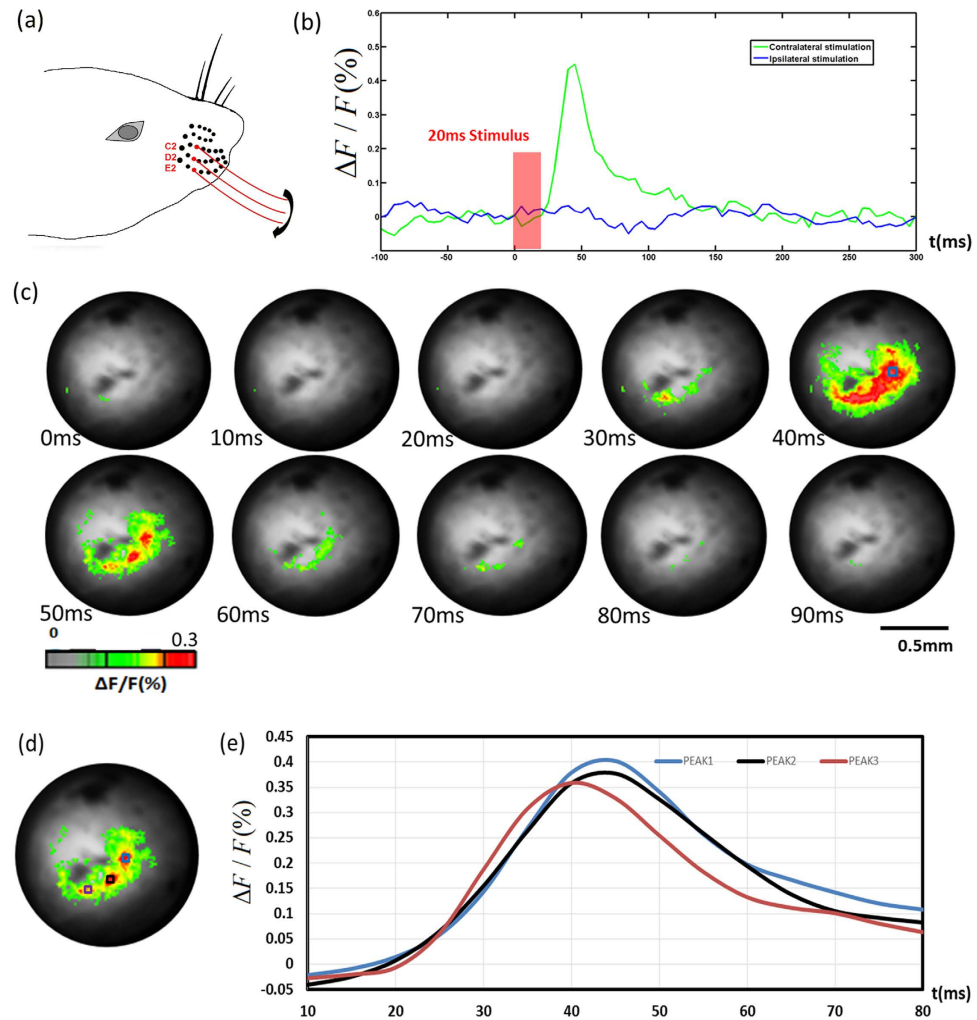 (a)
C2
D2
E2
(b)
ΔF / F (%)
0.6
0.5
0.4
0.3
0.2
0.1
0
-0.1
-100
-50
0
50
100
150
200
250
300
t(ms)
20ms Stimulus
Contralateral stimulation
Ipsilateral stimulation
(c)
0ms
10ms
20ms
30ms
40ms
50ms
60ms
70ms
80ms
90ms
0
0.3
ΔF/F(%)
0.5mm
(d)
(e)
ΔF / F (%)
0.45
0.4
0.35
0.3
0.25
0.2
0.15
0.1
0.05
0
-0.05
10
20
30
40
50
60
70
80
t(ms)
PEAK1
PEAK2
PEAK3